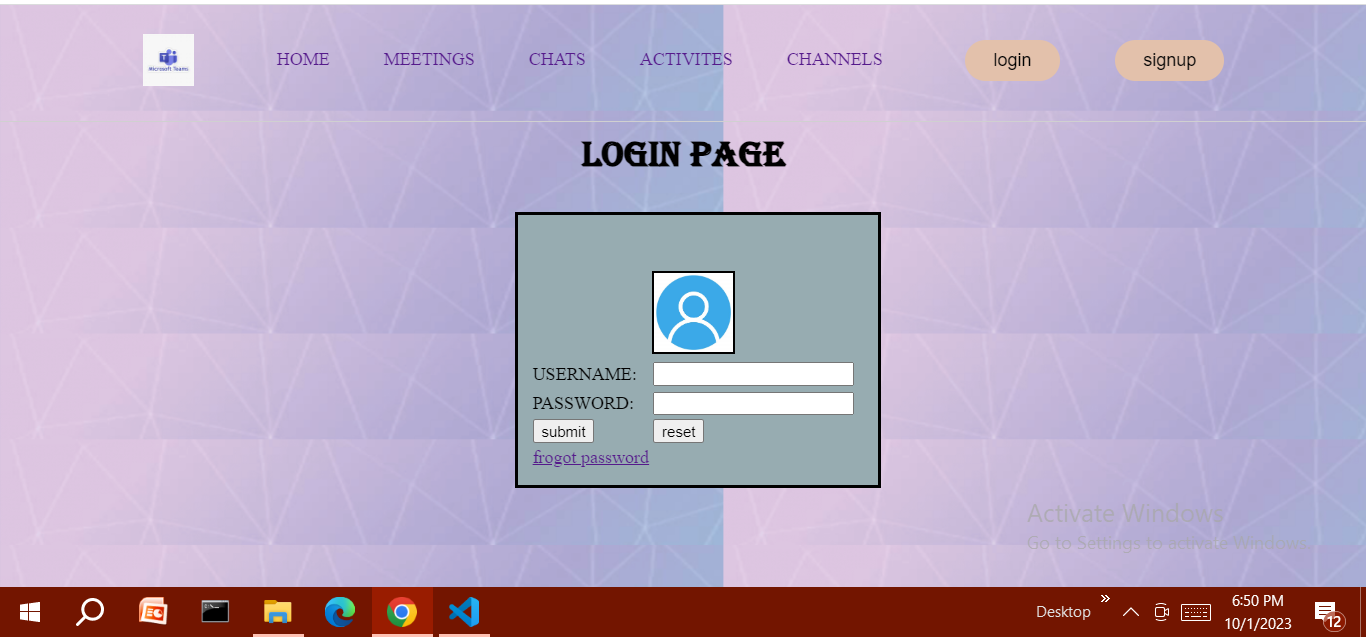 Microsoft Teams
HOME MEETINGS CHATS ACTIVITES CHANNELS login signup
LOGIN PAGE
USERNAME:
PASSWORD:
submit reset
frogot password
Activate Windows
Go to Settings to activate Windows.
Desktop » 6:50 PM
10/1/2023 12